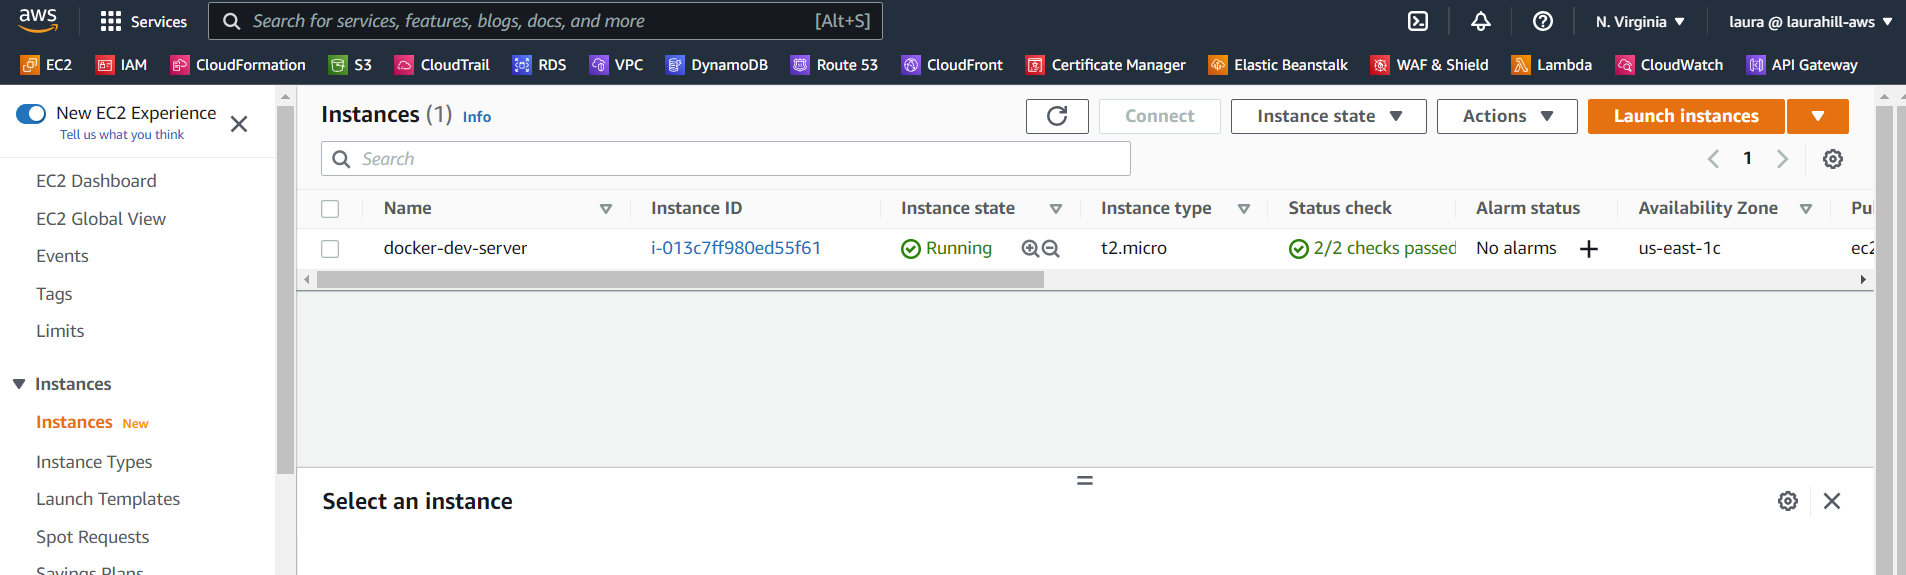 aws Services Search for services, features, blogs, docs, and more [Alt+S] N. Virginia laura @ laurahill-aws
EC2 IAM CloudFormation S3 CloudTrail RDS VPC DynamoDB Route 53 CloudFront Certificate Manager Elastic Beanstalk WAF & Shield Lambda CloudWatch API Gateway
New EC2 Experience
Tell us what you think
EC2 Dashboard
EC2 Global View
Events
Tags
Limits
Instances
Instances New
Instance Types
Launch Templates
Spot Requests
Savings Plans
Instances (1) Info Connect Instance state Actions Launch instances
Search 1
Name Instance ID Instance state Instance type Status check Alarm status Availability Zone Pu
docker-dev-server i-013c7ff980ed55f61 Running t2.micro 2/2 checks passed No alarms us-east-1c ec2
Select an instance